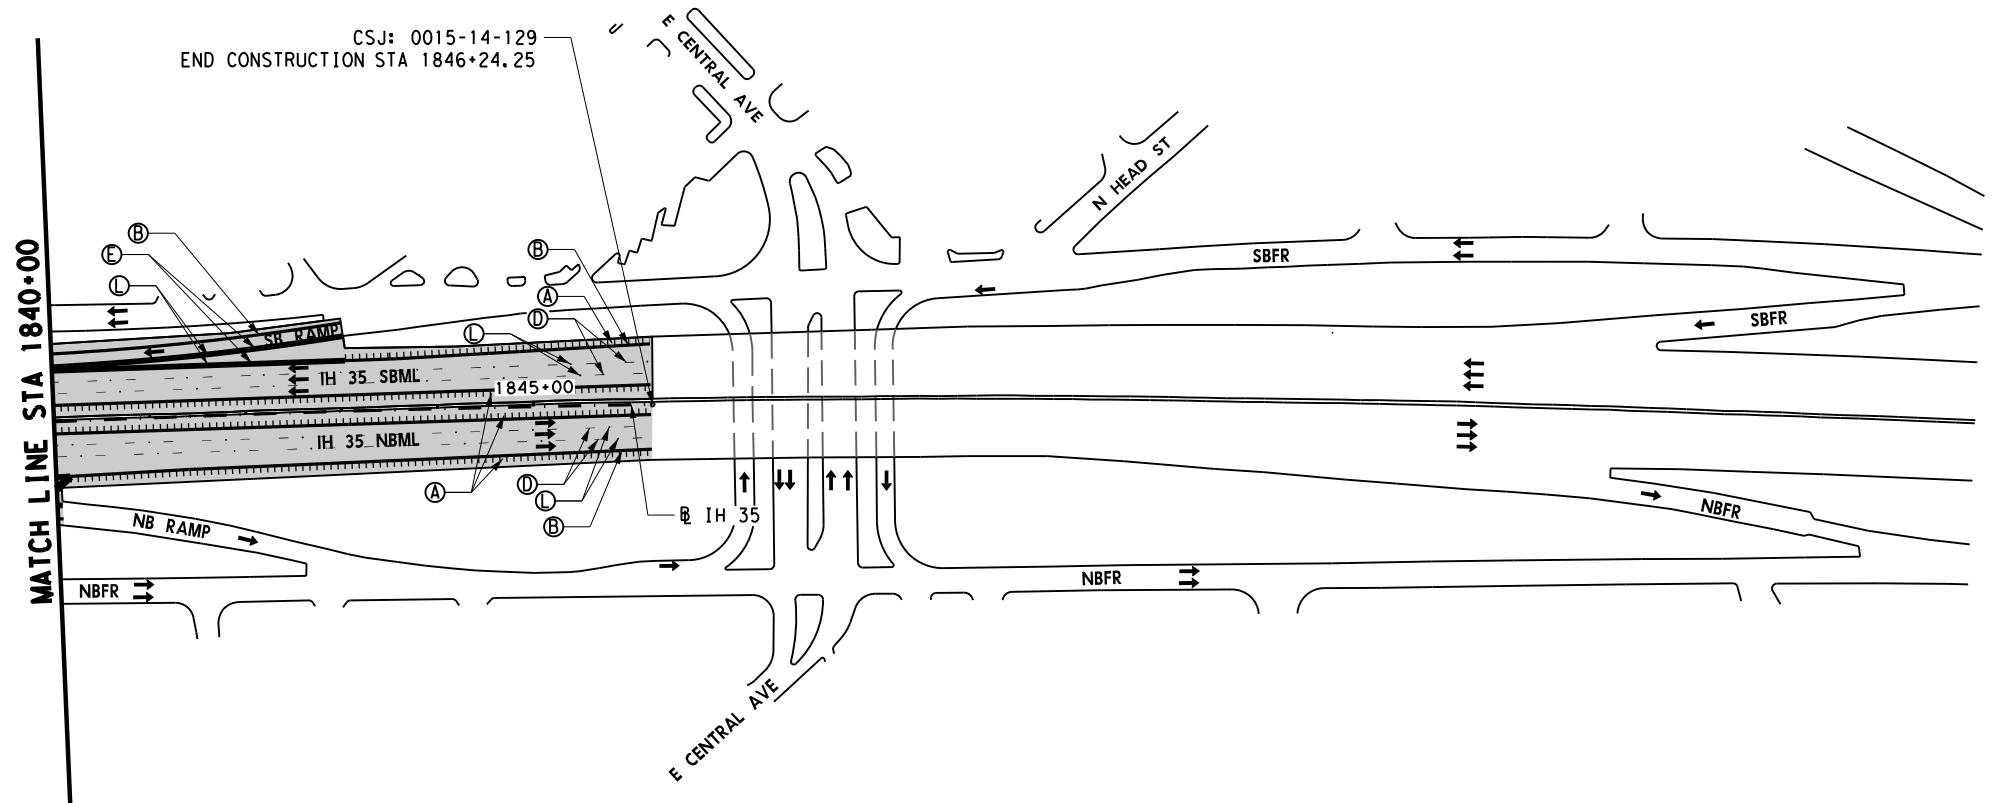 CSJ: 0015-14-129
END CONSTRUCTION STA 1846+24.25
E CENTRAL AVE
N HEAD ST
MATCH LINE STA 1840+00
B
E
L
B
A
D
L
SBFR
SBFR
SB RAMP
IH 35 SBML
1845+00
IH 35 NBML
A
D
L
B
℄ IH 35
NB RAMP
NBFR
NBFR
NBFR
E CENTRAL AVE